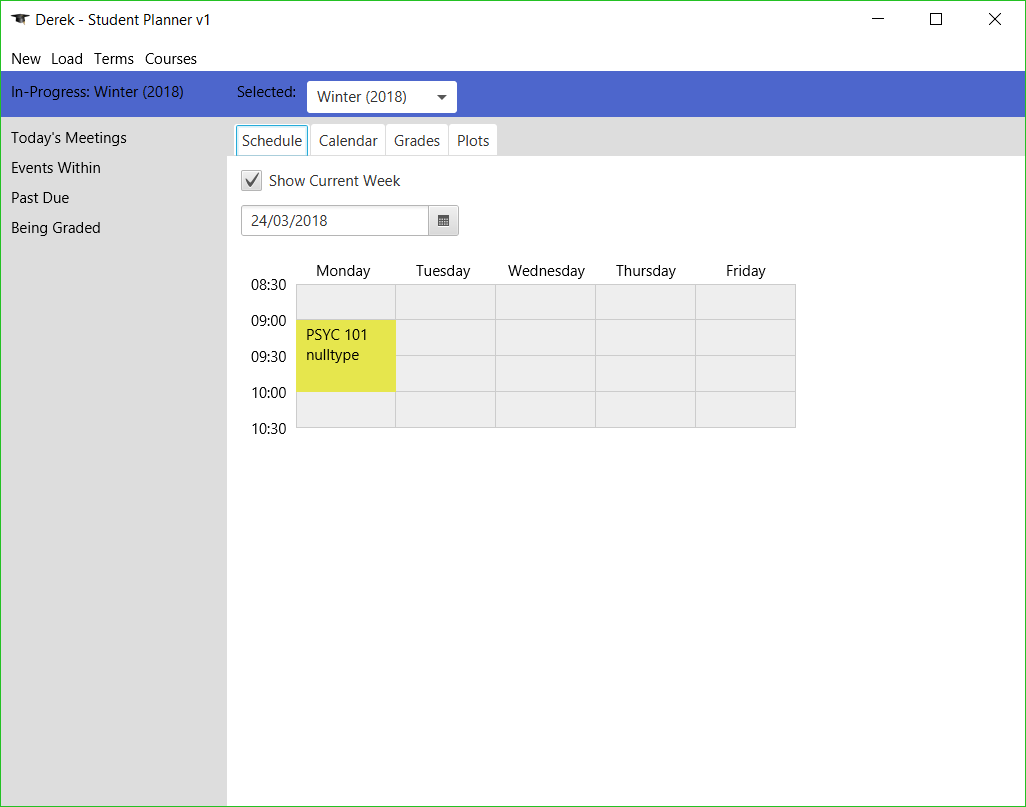 Derek - Student Planner v1
New Load Terms Courses
In-Progress: Winter (2018) Selected: Winter (2018)
Today's Meetings
Events Within
Past Due
Being Graded
Schedule Calendar Grades Plots
Show Current Week
24/03/2018
Monday Tuesday Wednesday Thursday Friday
08:30
09:00
PSYC 101
nulltype
09:30
10:00
10:30